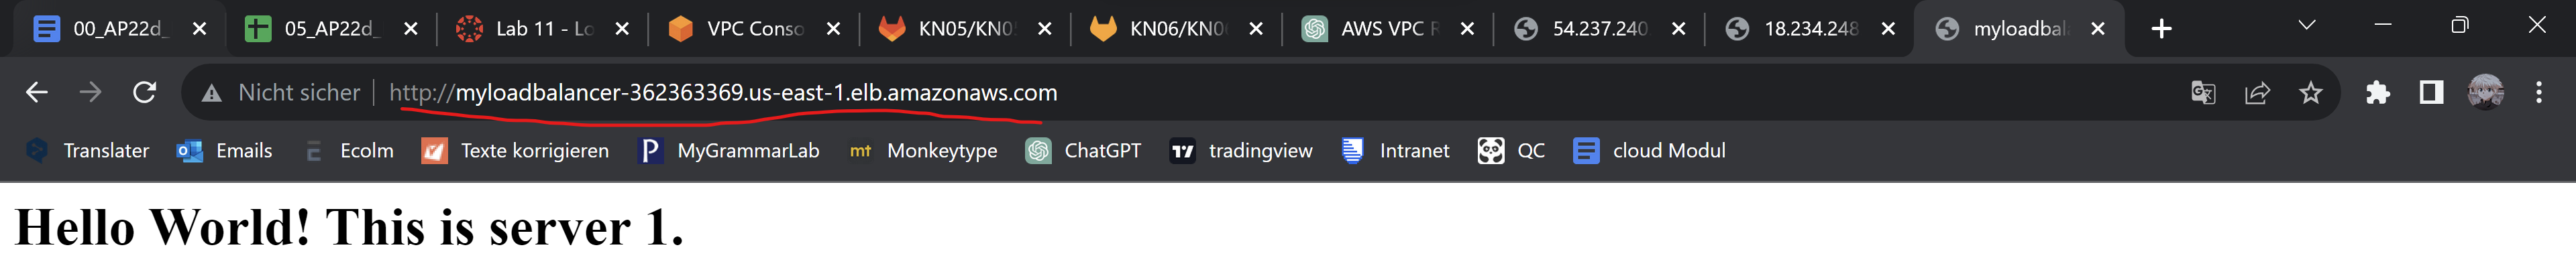 00_AP22d_ 05_AP22d_ Lab 11 - Lo VPC Conso KN05/KN0 KN06/KN0 AWS VPC R 54.237.240 18.234.248 myloadbal
Nicht sicher http://myloadbalancer-362363369.us-east-1.elb.amazonaws.com
Translater Emails Ecolm Texte korrigieren MyGrammarLab mt Monkeytype ChatGPT tradingview Intranet QC cloud Modul
Hello World! This is server 1.